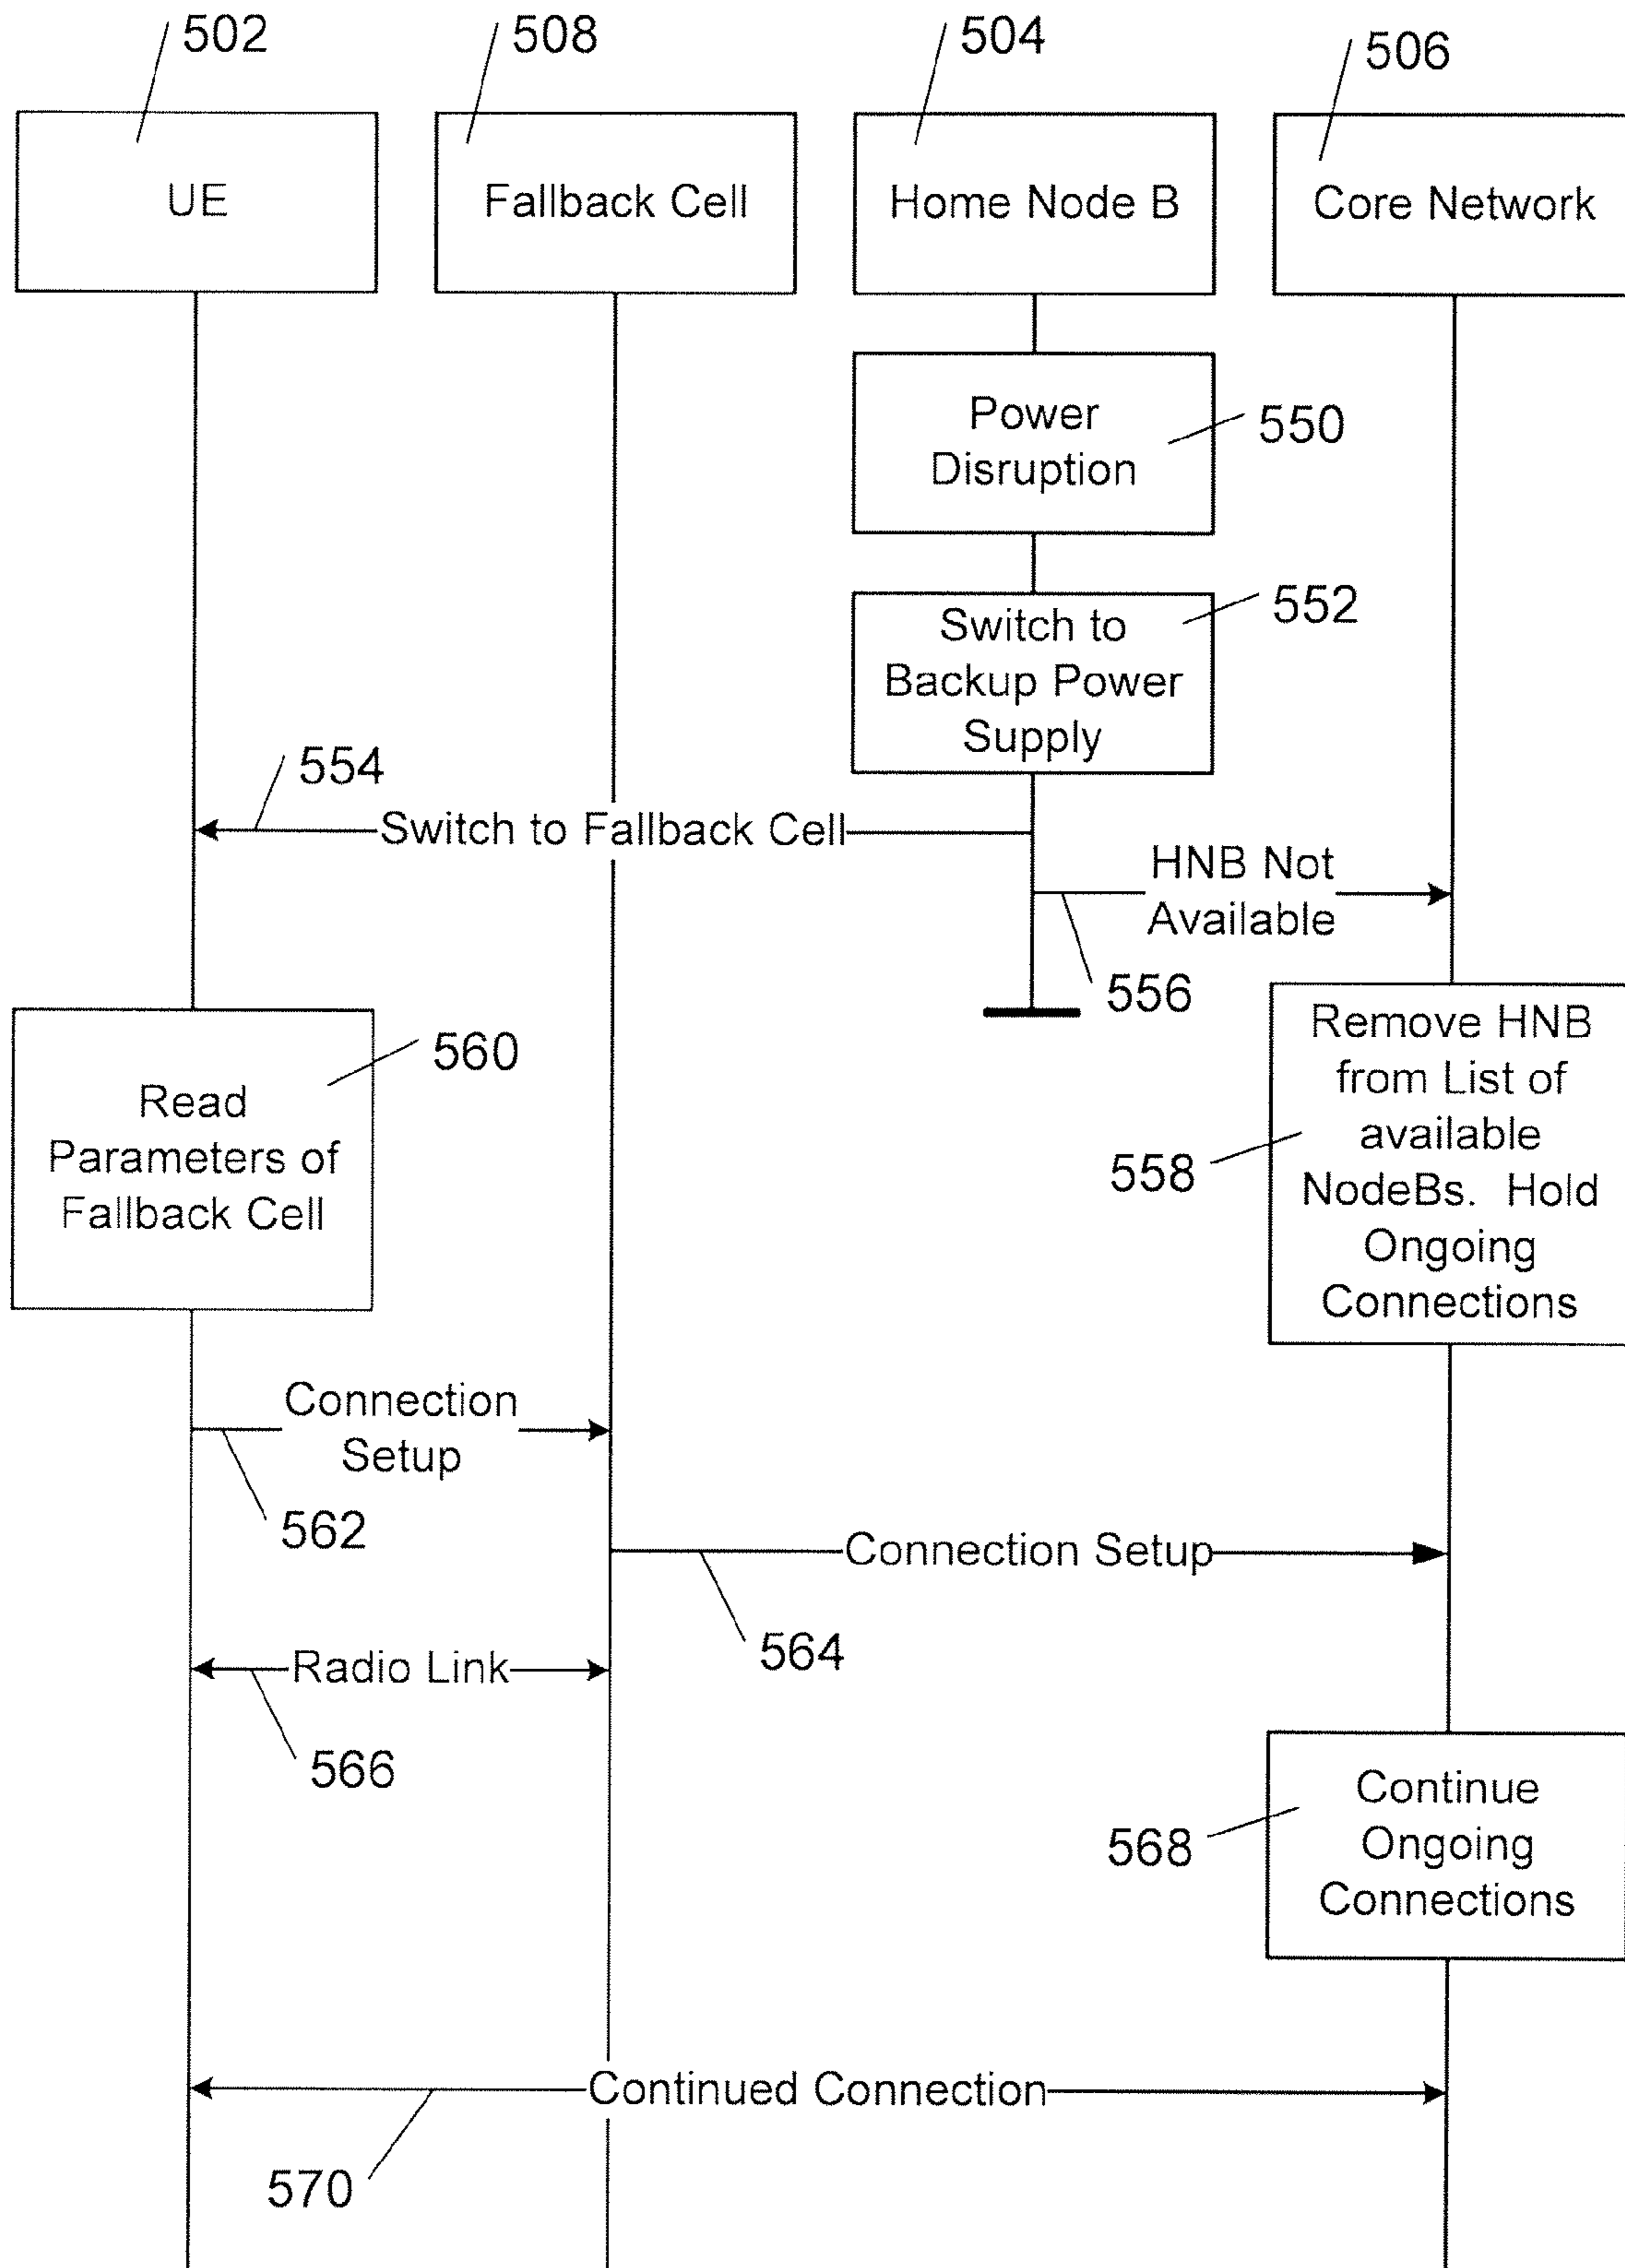 502
508
504
506
UE
Fallback Cell
Home Node B
Core Network
Power
Disruption
550
552
Switch to
Backup Power
Supply
554
Switch to Fallback Cell
HNB Not
Available
556
560
Read
Parameters of
Fallback Cell
Remove HNB
from List of
available
NodeBs. Hold
Ongoing
Connections
558
Connection
Setup
562
Connection Setup
564
Radio Link
566
Continue
Ongoing
Connections
568
Continued Connection
570